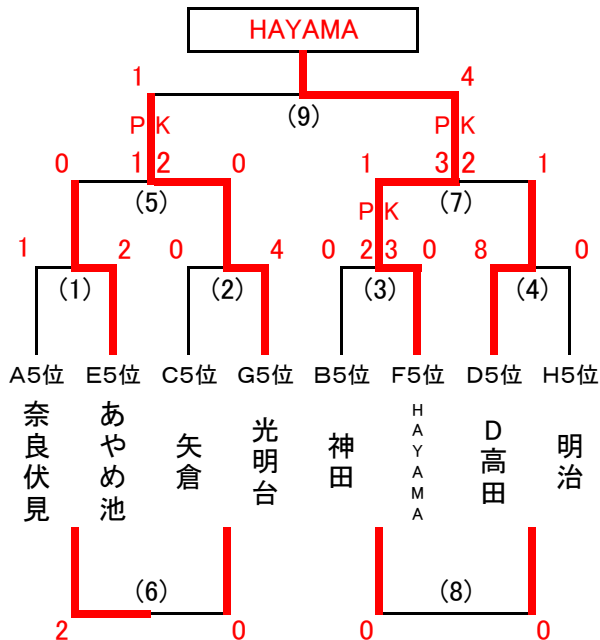 HAYAMA
1 4
(9)
PK PK
0 1 2 0 1 3 2 1
(5) PK (7)
1 2 0 4 0 2 3 0 8 0
(1) (2) (3) (4)
A5位 E5位 C5位 G5位 B5位 F5位 D5位 H5位
奈良伏見 あやめ池 矢倉 光明台 神田 HAYAMA D高田 明治
(6) (8)
2 0 0 0